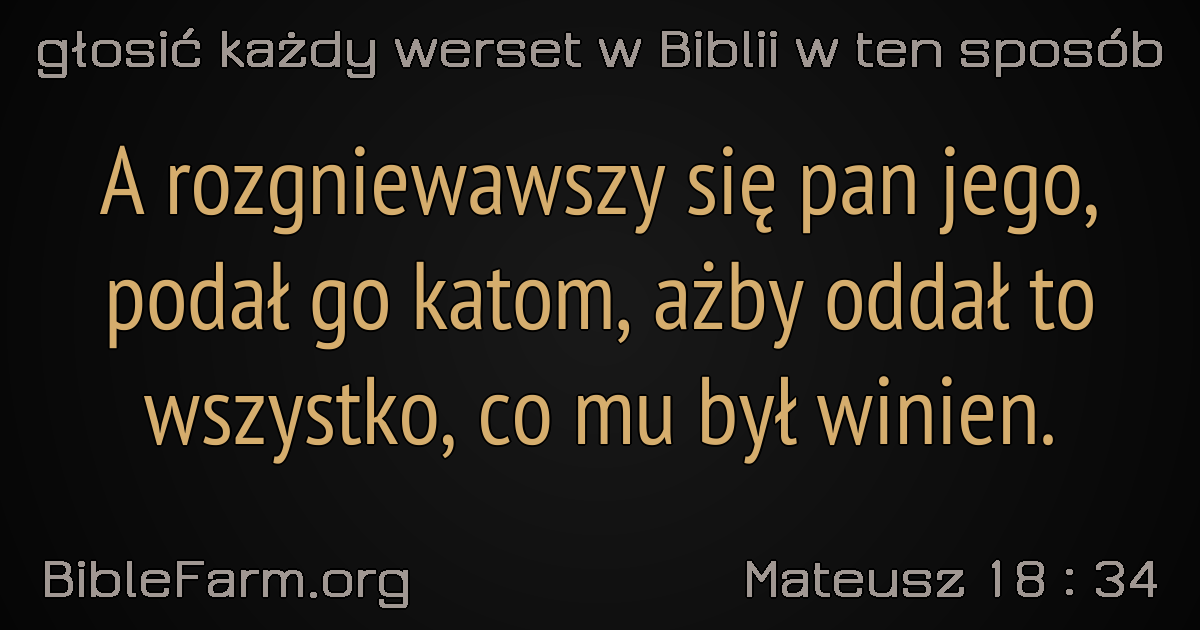 głosić każdy werset w Biblii w ten sposób
A rozgniewawszy się pan jego,
podał go katom, ażby oddał to
wszystko, co mu był winien.
BibleFarm.org
Mateusz 18 : 34